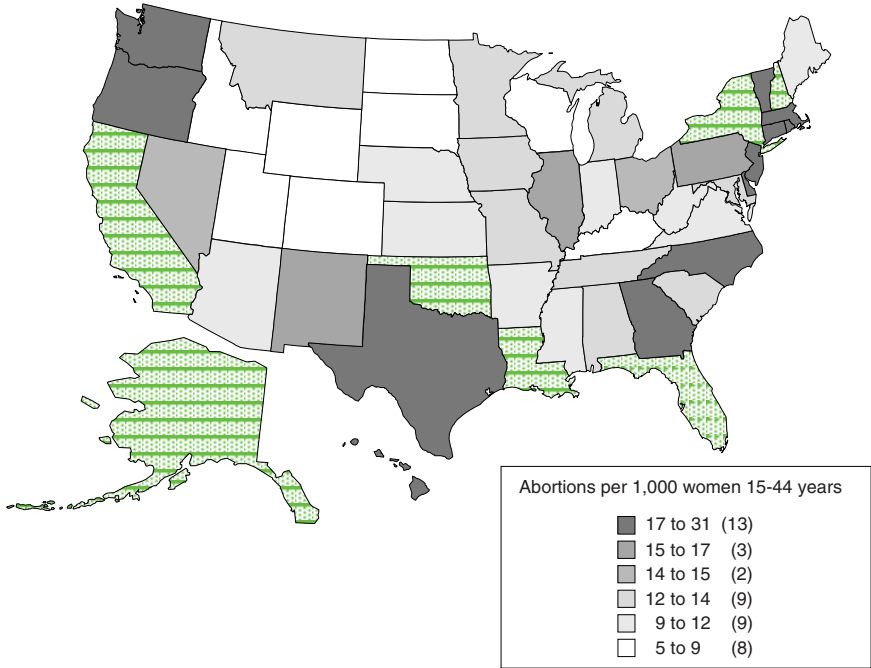 Abortions per 1,000 women 15-44 years
17 to 31 (13)
15 to 17 (3)
14 to 15 (2)
12 to 14 (9)
9 to 12 (9)
5 to 9 (8)